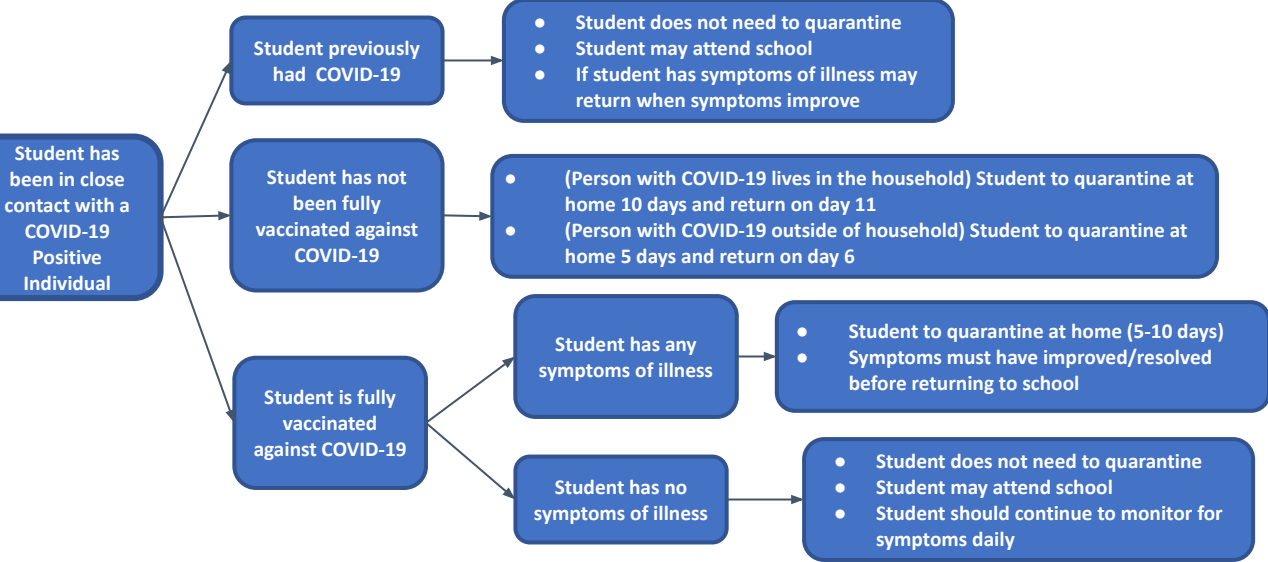 Student has
been in close
contact with a
COVID-19
Positive
Individual
Student previously
had COVID-19
● Student does not need to quarantine
● Student may attend school
● If student has symptoms of illness may
return when symptoms improve
Student has not
been fully
vaccinated against
COVID-19
● (Person with COVID-19 lives in the household) Student to quarantine at
home 10 days and return on day 11
● (Person with COVID-19 outside of household) Student to quarantine at
home 5 days and return on day 6
Student is fully
vaccinated
against COVID-19
Student has any
symptoms of illness
● Student to quarantine at home (5-10 days)
● Symptoms must have improved/resolved
before returning to school
Student has no
symptoms of illness
● Student does not need to quarantine
● Student may attend school
● Student should continue to monitor for
symptoms daily